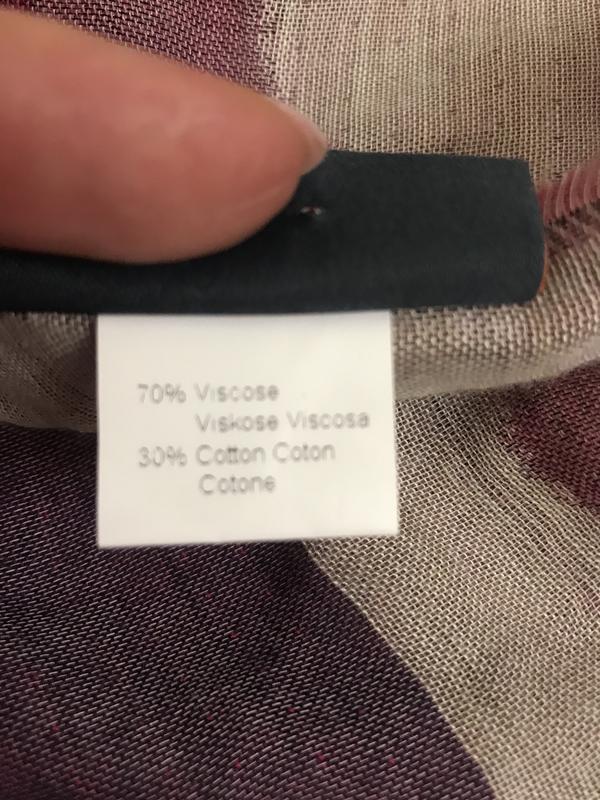 70% Viscose
Viskose Viscosa
30% Cotton Coton
Cotone